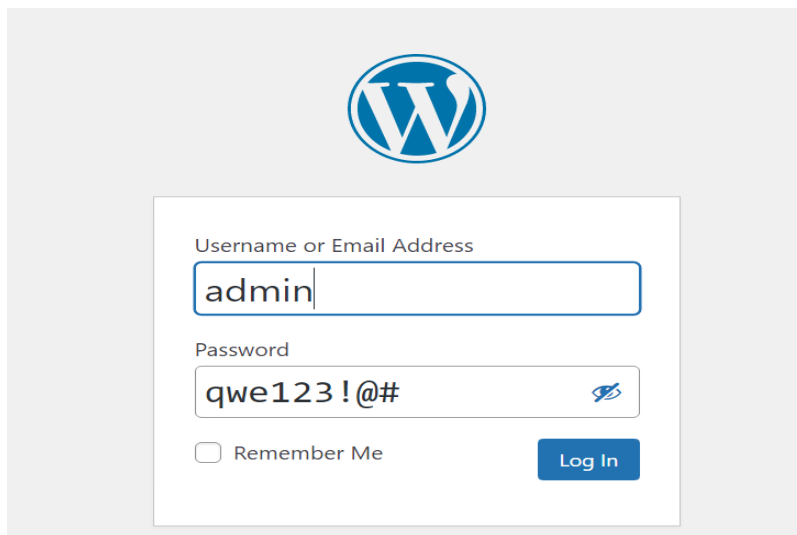 Username or Email Address
admin
Password
qwe123!@#
Remember Me
Log In